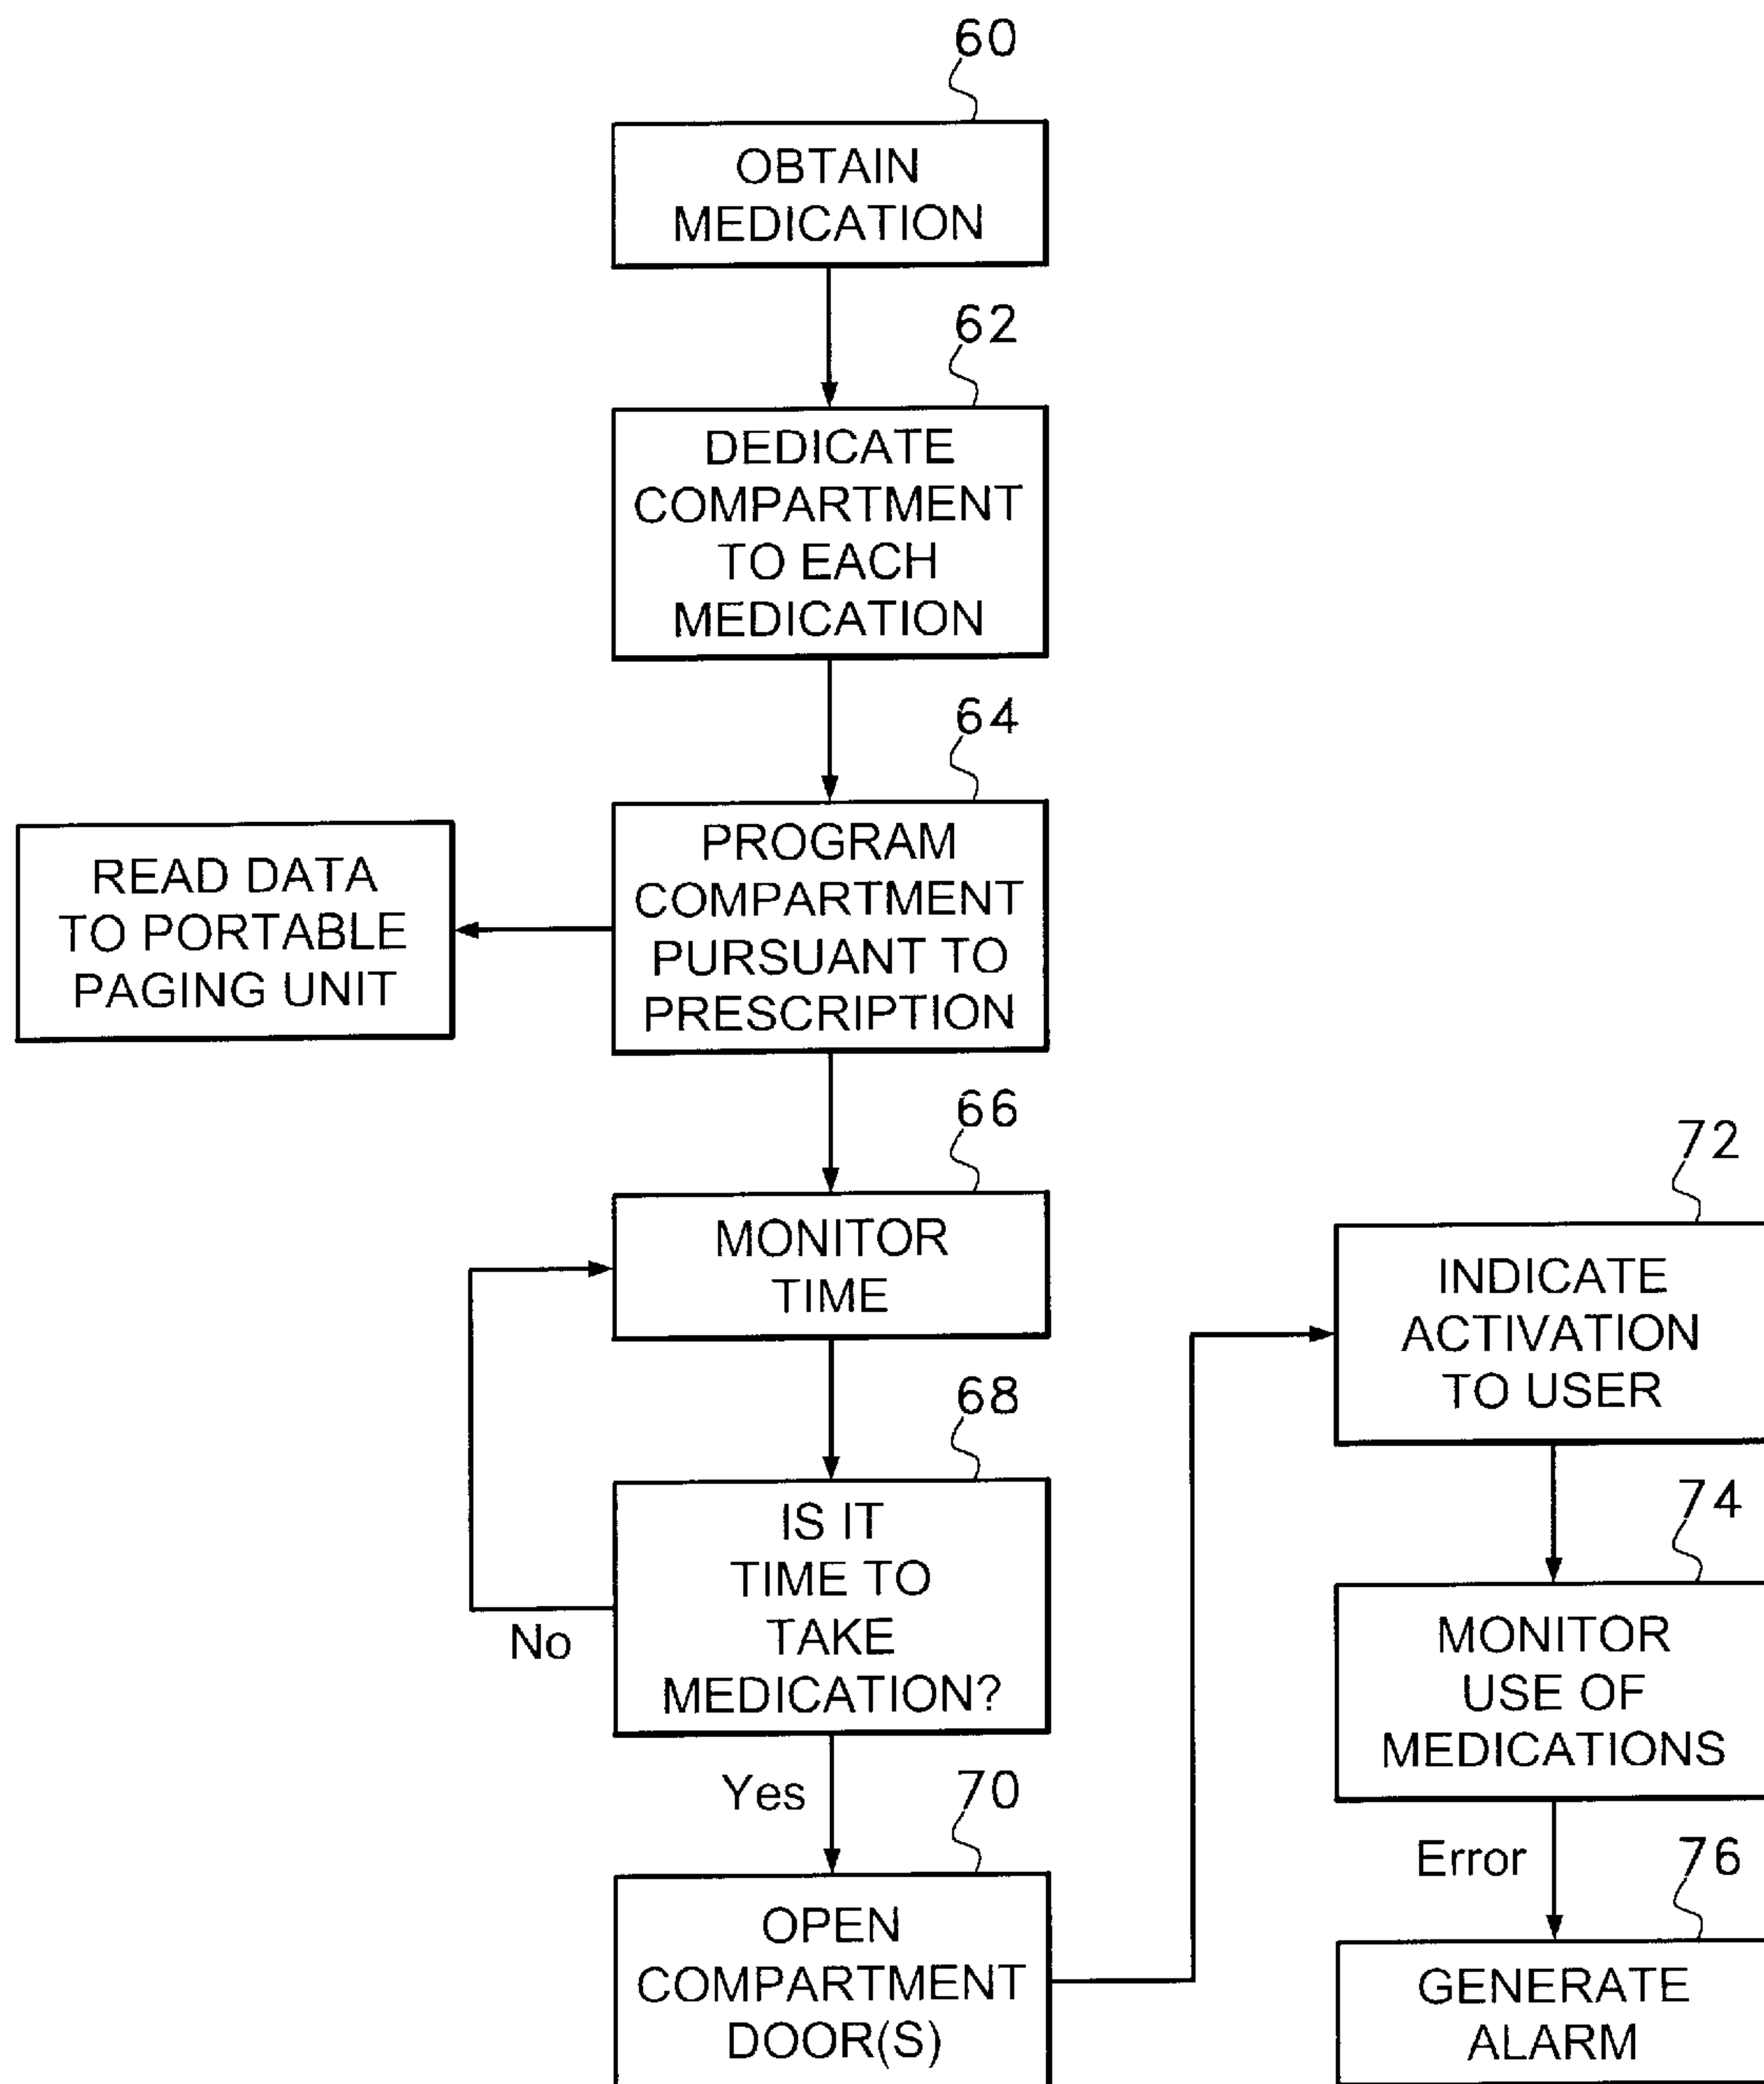 60
OBTAIN
MEDICATION
62
DEDICATE
COMPARTMENT
TO EACH
MEDICATION
64
PROGRAM
COMPARTMENT
PURSUANT TO
PRESCRIPTION
READ DATA
TO PORTABLE
PAGING UNIT
66
MONITOR
TIME
68
IS IT
TIME TO
TAKE
MEDICATION?
No
Yes
70
OPEN
COMPARTMENT
DOOR(S)
72
INDICATE
ACTIVATION
TO USER
74
MONITOR
USE OF
MEDICATIONS
Error
76
GENERATE
ALARM